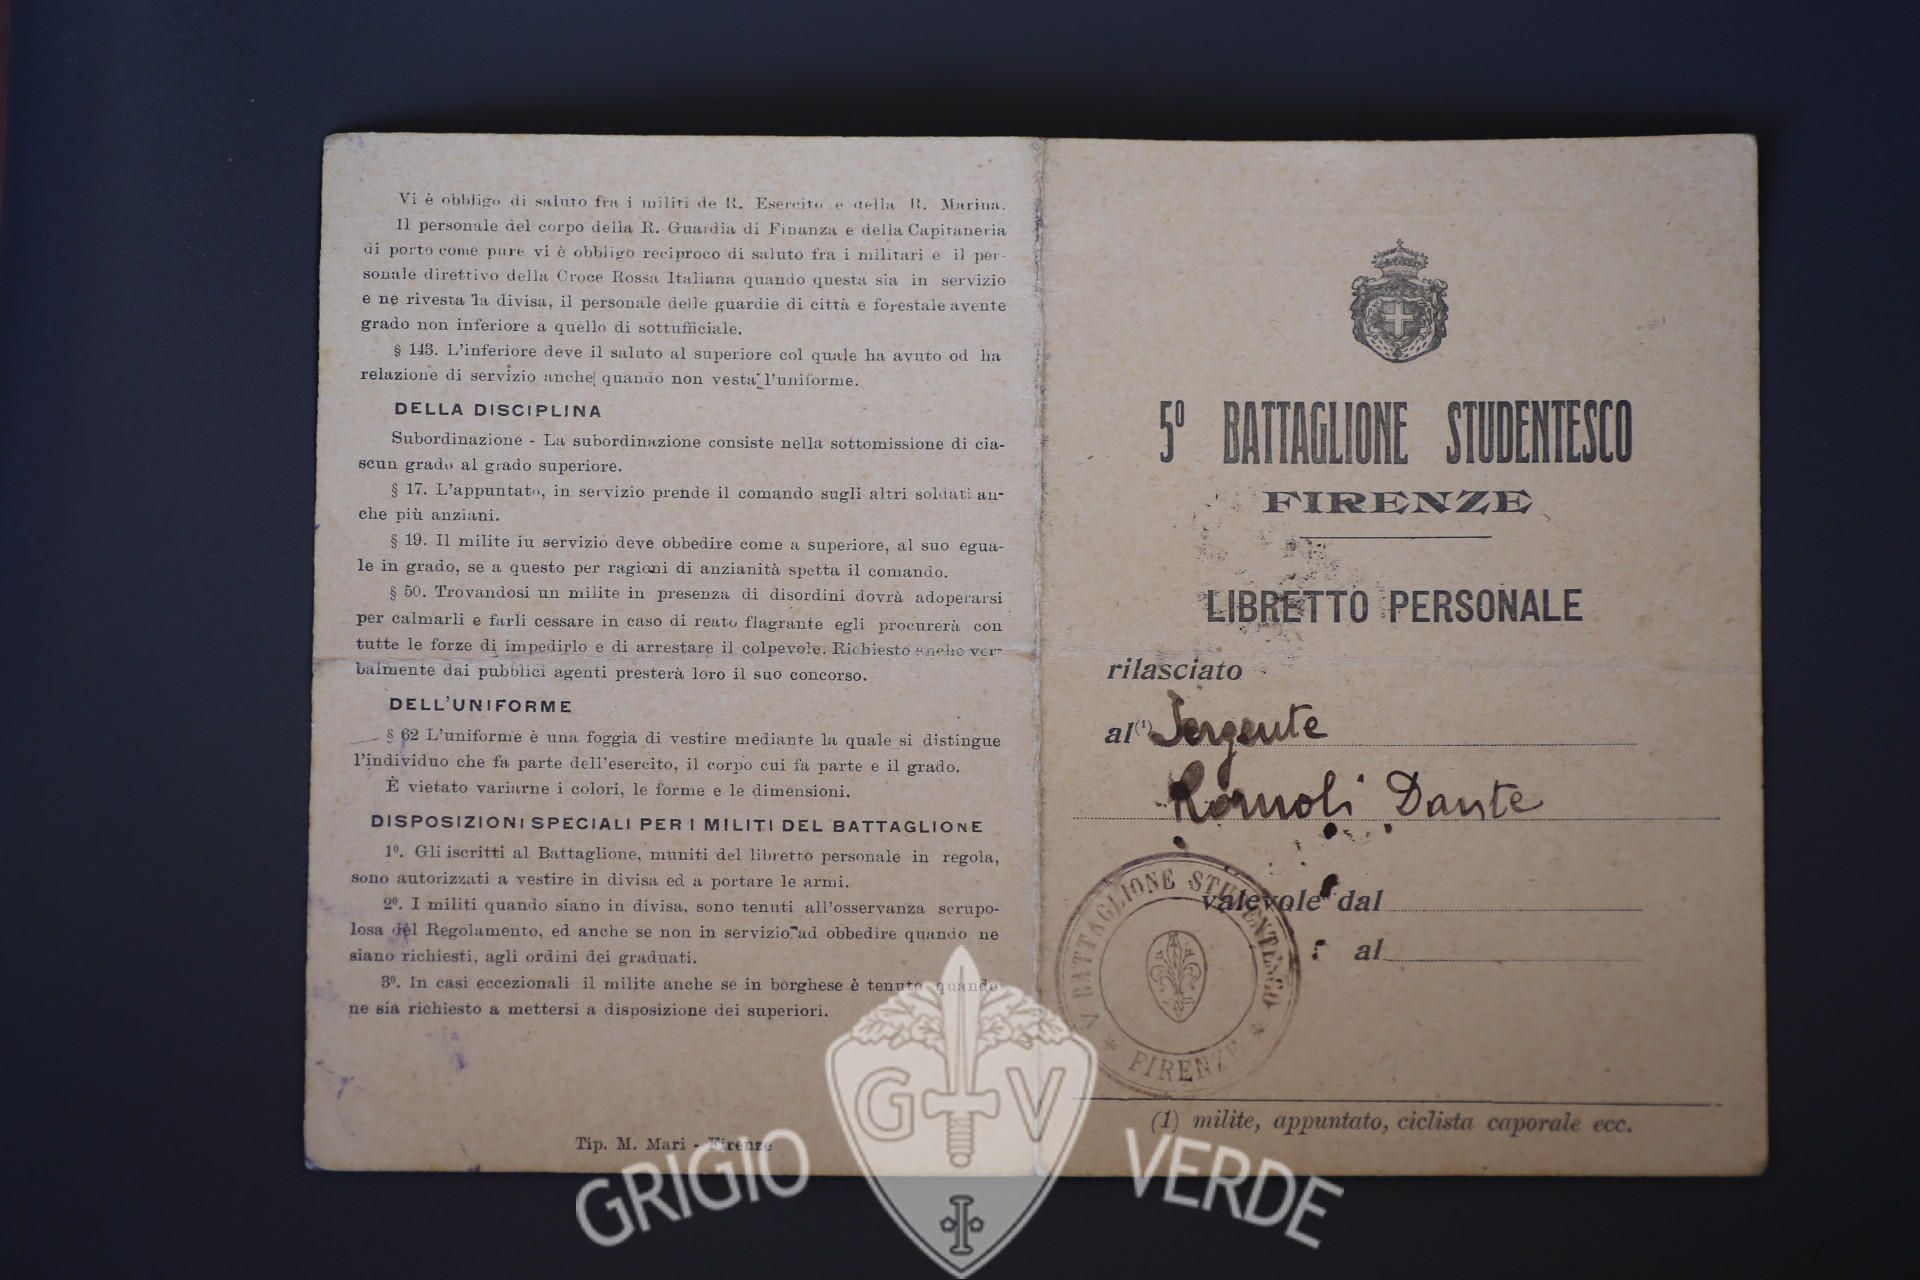 Vi è obbligo di saluto fra i militi de R. Esercito e della R. Marina.
Il personale del corpo della R. Guardia di Finanza e della Capitaneria
di porto come pure vi è obbligo reciproco di saluto fra i militari e il per-
sonale direttivo della Croce Rossa Italiana quando questa sia in servizio
e ne rivesta la divisa, il personale delle guardie di città e forestale avente
grado non inferiore a quello di sottufficiale.
§ 143. L'inferiore deve il saluto al superiore col quale ha avuto od ha
relazione di servizio anche quando non vesta l'uniforme.
DELLA DISCIPLINA
Subordinazione - La subordinazione consiste nella sottomissione di cia-
scun grado al grado superiore.
§ 17. L'appuntato, in servizio prende il comando sugli altri soldati an-
che più anziani.
§ 19. Il milite iu servizio deve obbedire come a superiore, al suo egua-
le in grado, se a questo per ragioni di anzianità spetta il comando.
§ 50. Trovandosi un milite in presenza di disordini dovrà adoperarsi
per calmarli e farli cessare in caso di reato flagrante egli procurerà con
tutte le forze di impedirlo e di arrestare il colpevole. Richiesto anche ver-
balmente dai pubblici agenti presterà loro il suo concorso.
DELL'UNIFORME
§ 62 L'uniforme è una foggia di vestire mediante la quale si distingue
l'individuo che fa parte dell'esercito, il corpo cui fa parte e il grado.
È vietato variarne i colori, le forme e le dimensioni.
DISPOSIZIONI SPECIALI PER I MILITI DEL BATTAGLIONE
1º. Gli iscritti al Battaglione, muniti del libretto personale in regola,
sono autorizzati a vestire in divisa ed a portare le armi.
2º. I militi quando siano in divisa, sono tenuti all'osservanza scrupo-
losa del Regolamento, ed anche se non in servizio, ad obbedire quando ne
siano richiesti, agli ordini dei graduati.
3º. In casi eccezionali il milite anche se in borghese è tenuto quando
ne sia richiesto a mettersi a disposizione dei superiori.
Tip. M. Mari - Firenze
5º BATTAGLIONE STUDENTESCO
FIRENZE
LIBRETTO PERSONALE
rilasciato
al (1) Sergente
Romoli Dante
valevole dal
al
V BATTAGLIONE STUDENTESCO
* FIRENZE *
(1) milite, appuntato, ciclista caporale ecc.
G V
GRIGIO VERDE